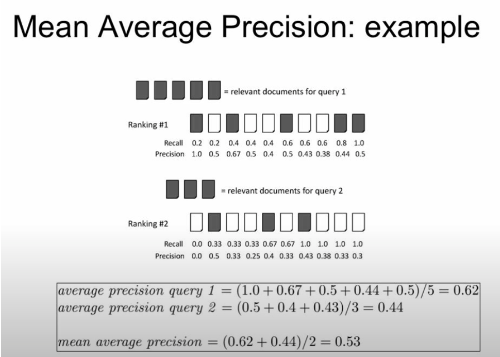 Mean Average Precision: example
= relevant documents for query 1
Ranking #1
Recall 0.2 0.2 0.4 0.4 0.4 0.6 0.6 0.6 0.8 1.0
Precision 1.0 0.5 0.67 0.5 0.4 0.5 0.43 0.38 0.44 0.5
= relevant documents for query 2
Ranking #2
Recall 0.0 0.33 0.33 0.33 0.67 0.67 1.0 1.0 1.0 1.0
Precision 0.0 0.5 0.33 0.25 0.4 0.33 0.43 0.38 0.33 0.3
average precision query 1 = (1.0 + 0.67 + 0.5 + 0.44 + 0.5)/5 = 0.62
average precision query 2 = (0.5 + 0.4 + 0.43)/3 = 0.44
mean average precision = (0.62 + 0.44)/2 = 0.53